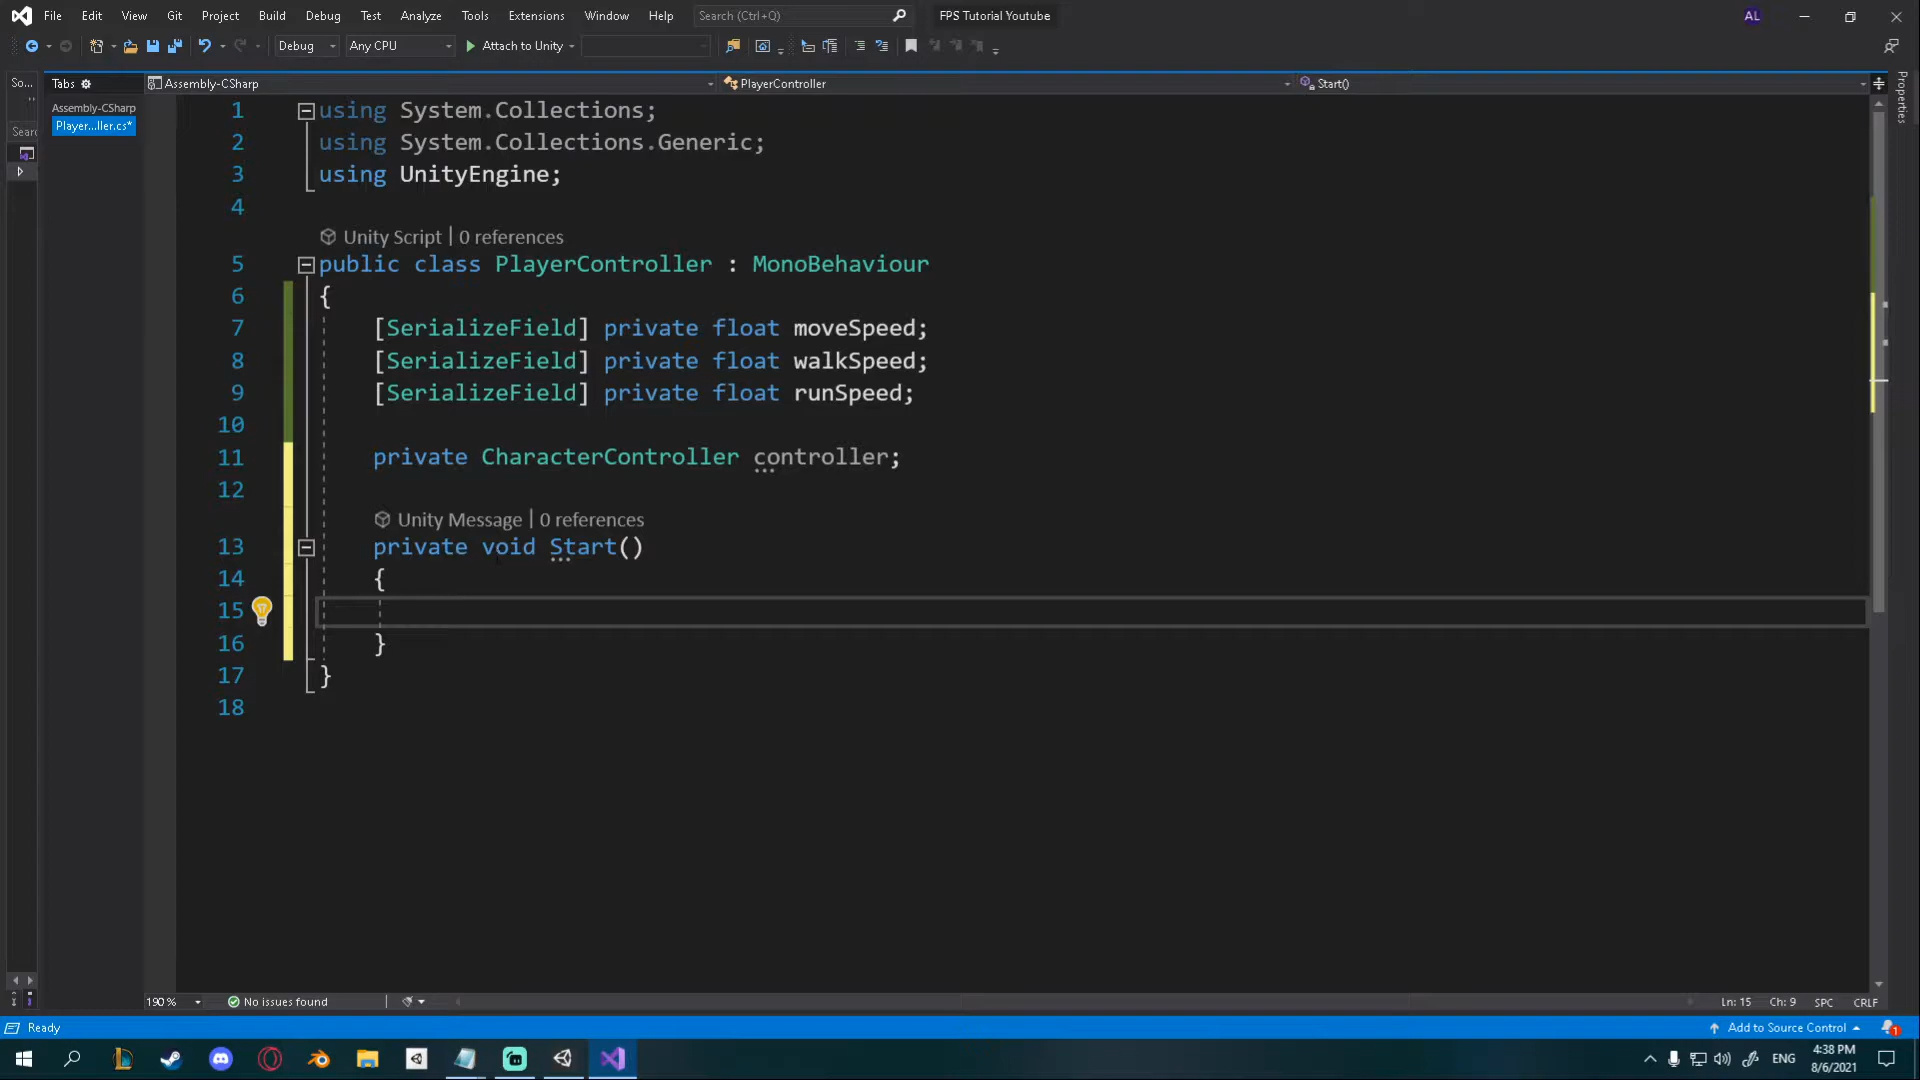 File Edit View Git Project Build Debug Test Analyze Tools Extensions Window Help Search (Ctrl+Q) FPS Tutorial Youtube AL
Debug Any CPU Attach to Unity
So... Tabs Assembly-CSharp PlayerController Start() Properties
Assembly-CSharp
Player...ller.cs*
Sear
1 using System.Collections;
2 using System.Collections.Generic;
3 using UnityEngine;
4
Unity Script | 0 references
5 public class PlayerController : MonoBehaviour
6 {
7 [SerializeField] private float moveSpeed;
8 [SerializeField] private float walkSpeed;
9 [SerializeField] private float runSpeed;
10
11 private CharacterController controller;
12
Unity Message | 0 references
13 private void Start()
14 {
15
16 }
17 }
18
190 % No issues found Ln: 15 Ch: 9 SPC CRLF
Ready Add to Source Control 1
ENG 4:38 PM
8/6/2021